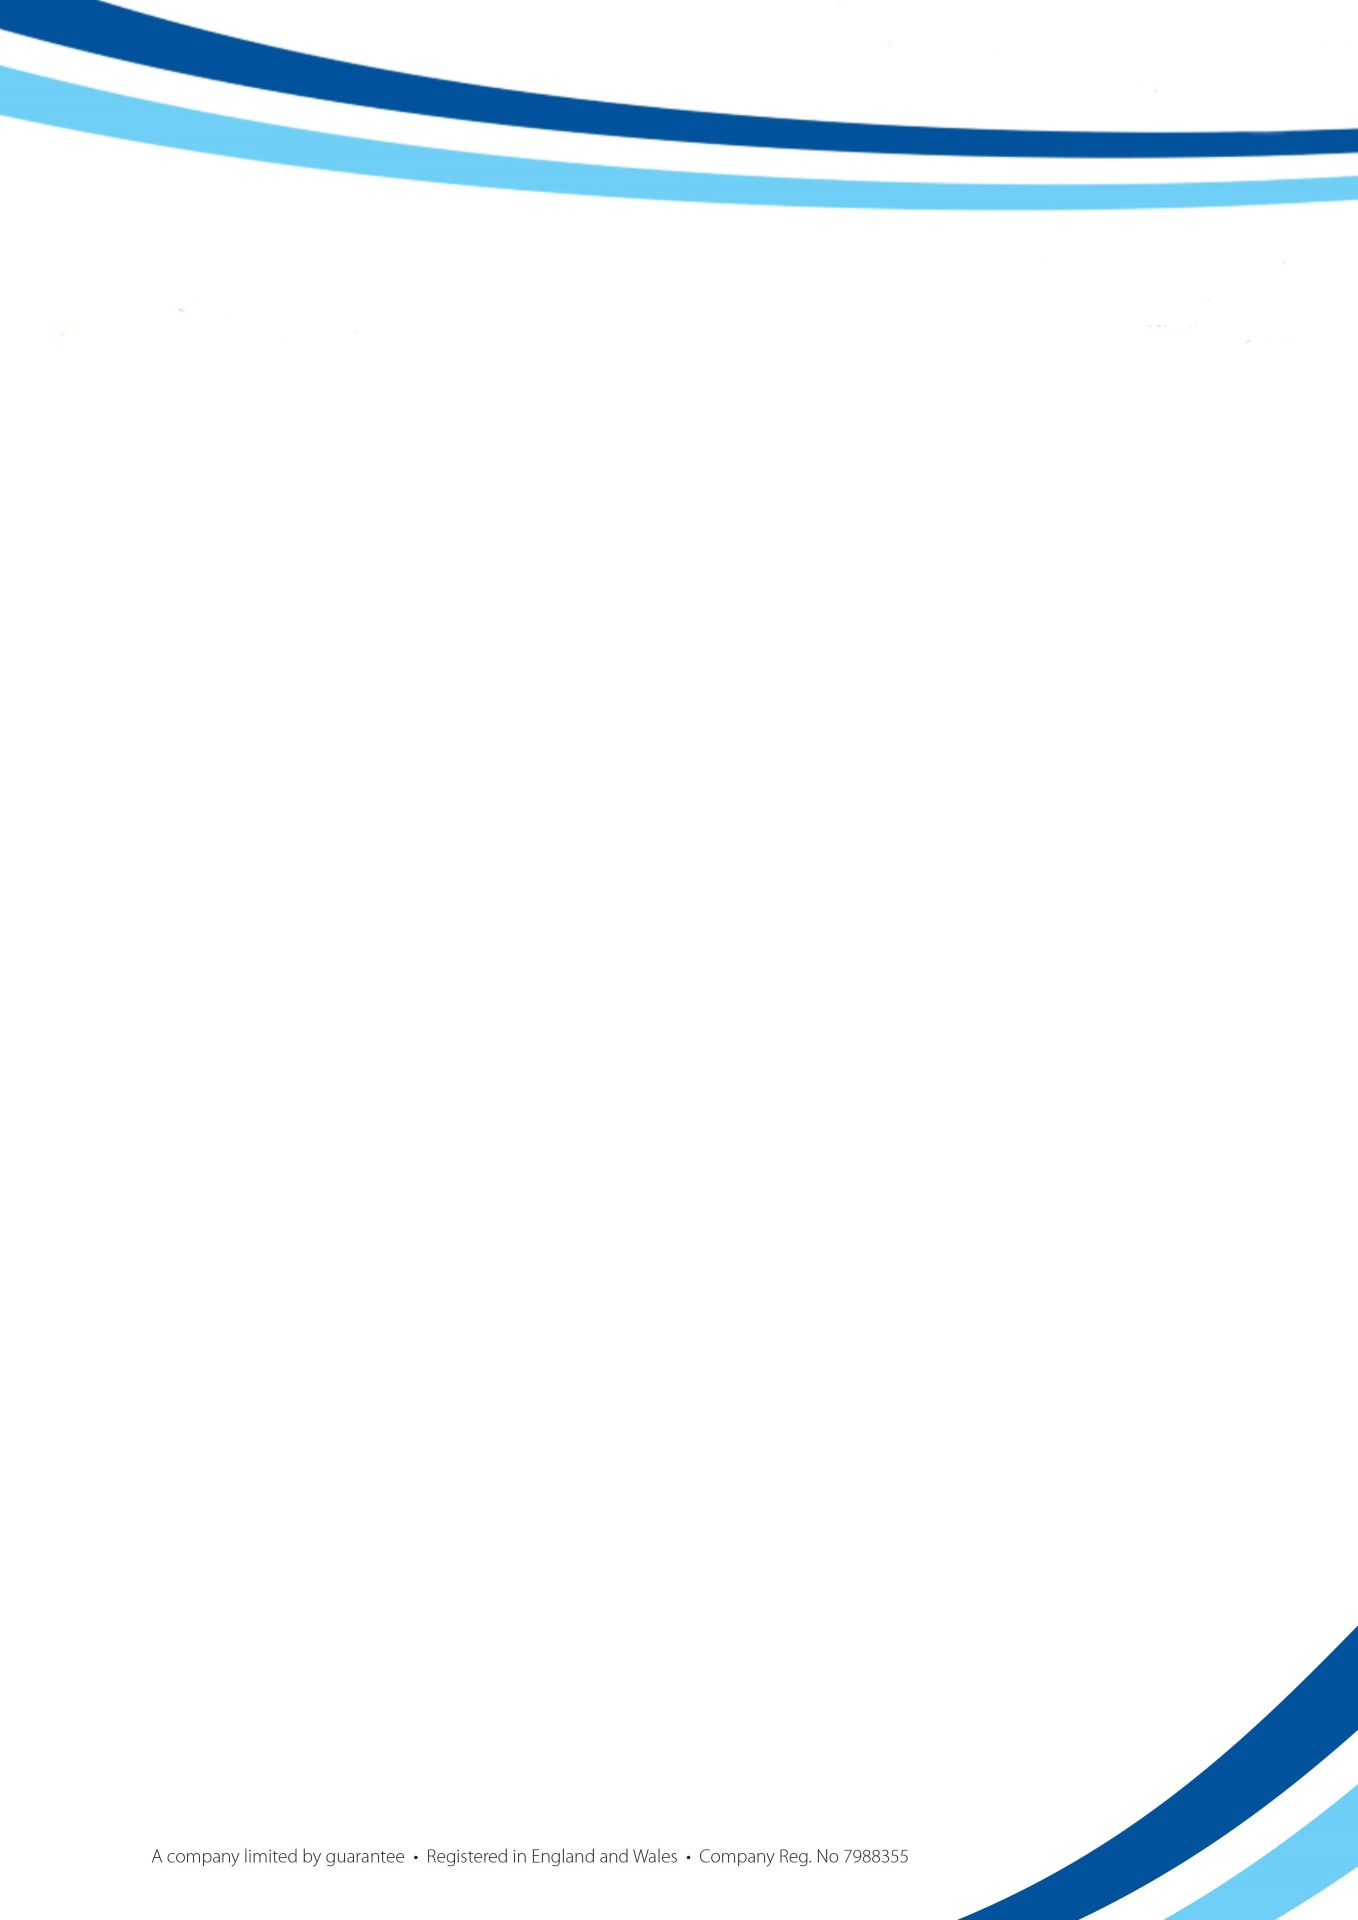 A company limited by guarantee • Registered in England and Wales • Company Reg. No 7988355